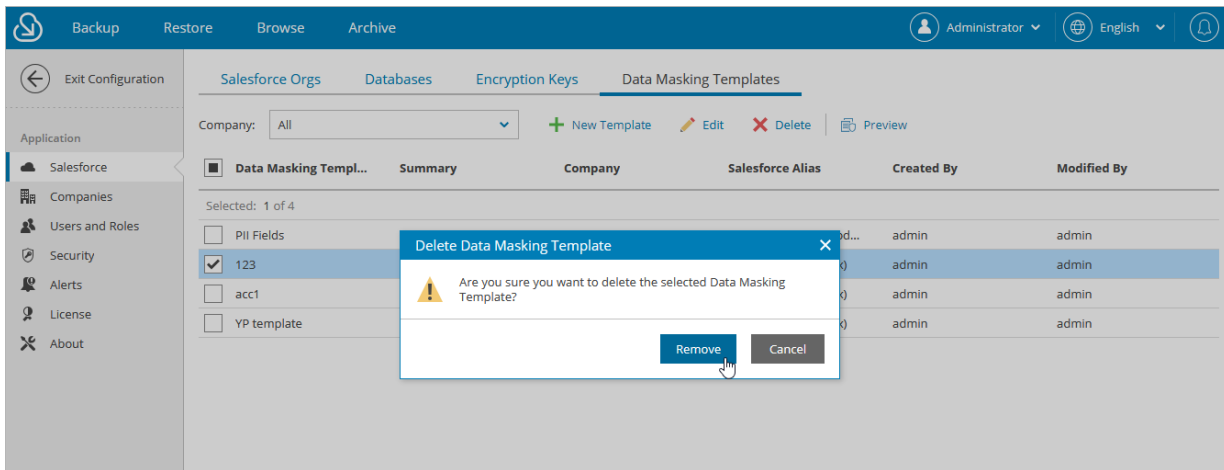 Backup Restore Browse Archive Administrator English
Exit Configuration
Salesforce Orgs Databases Encryption Keys Data Masking Templates
Company: All New Template Edit Delete Preview
Application
Salesforce
Companies
Users and Roles
Security
Alerts
License
About
Data Masking Templ... Summary Company Salesforce Alias Created By Modified By
Selected: 1 of 4
PII Fields admin admin
123 admin admin
acc1 admin admin
YP template admin admin
Delete Data Masking Template
Are you sure you want to delete the selected Data Masking
Template?
Remove Cancel